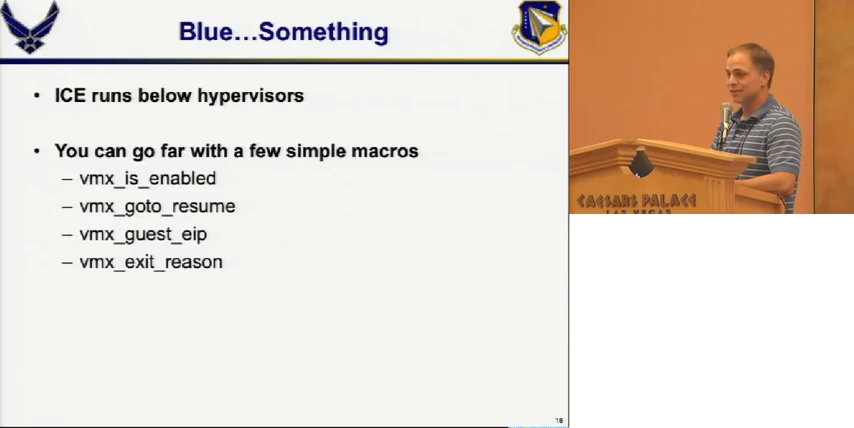 Blue…Something
• ICE runs below hypervisors
• You can go far with a few simple macros
– vmx_is_enabled
– vmx_goto_resume
– vmx_guest_eip
– vmx_exit_reason
16
CAESARS PALACE
LAS VEGAS